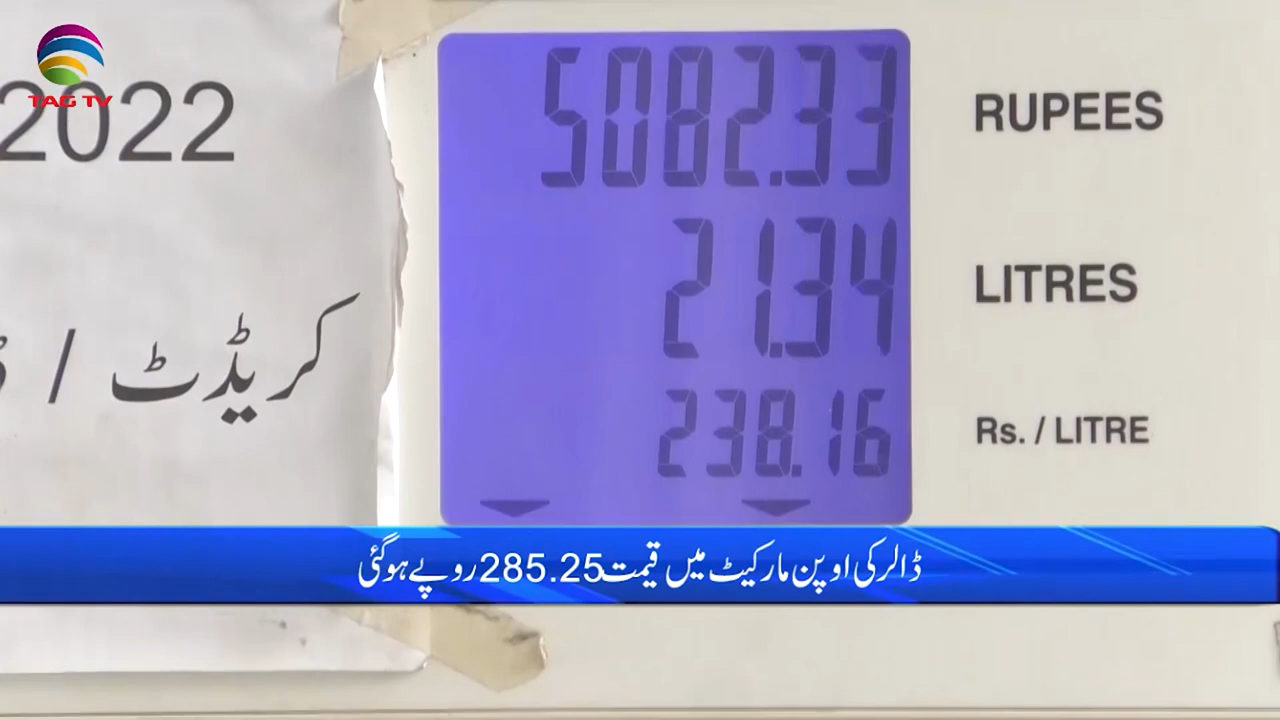 TAG TV
2022
کریڈٹ /
5082.33
RUPEES
21.34
LITRES
238.16
Rs. / LITRE
ڈالر کی اوپن مارکیٹ میں قیمت 285.25 روپے ہوگئی